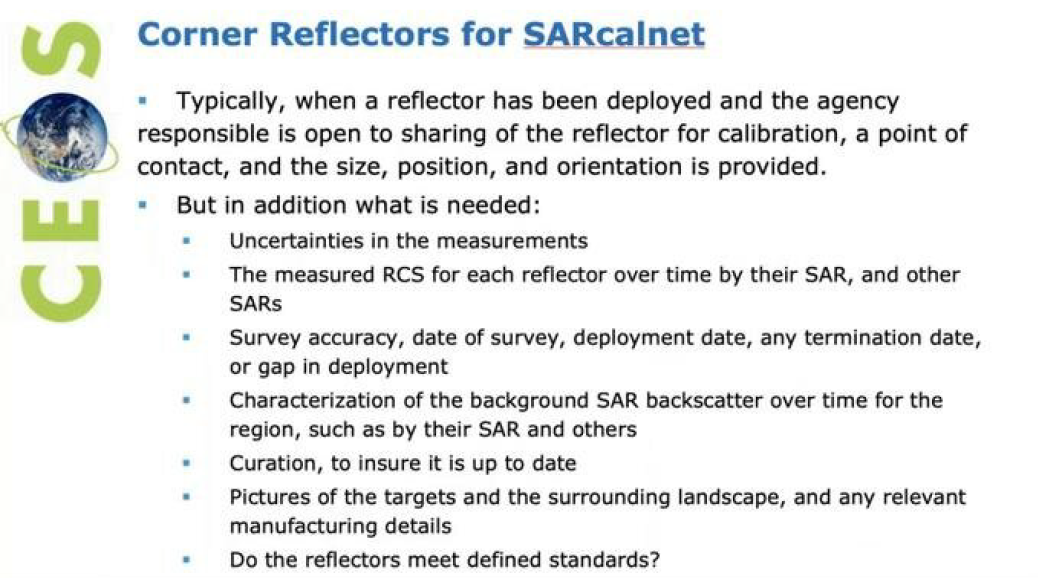 CEOS
Corner Reflectors for SARcalnet
Typically, when a reflector has been deployed and the agency
responsible is open to sharing of the reflector for calibration, a point of
contact, and the size, position, and orientation is provided.
But in addition what is needed:
Uncertainties in the measurements
The measured RCS for each reflector over time by their SAR, and other
SARs
Survey accuracy, date of survey, deployment date, any termination date,
or gap in deployment
Characterization of the background SAR backscatter over time for the
region, such as by their SAR and others
Curation, to insure it is up to date
Pictures of the targets and the surrounding landscape, and any relevant
manufacturing details
Do the reflectors meet defined standards?